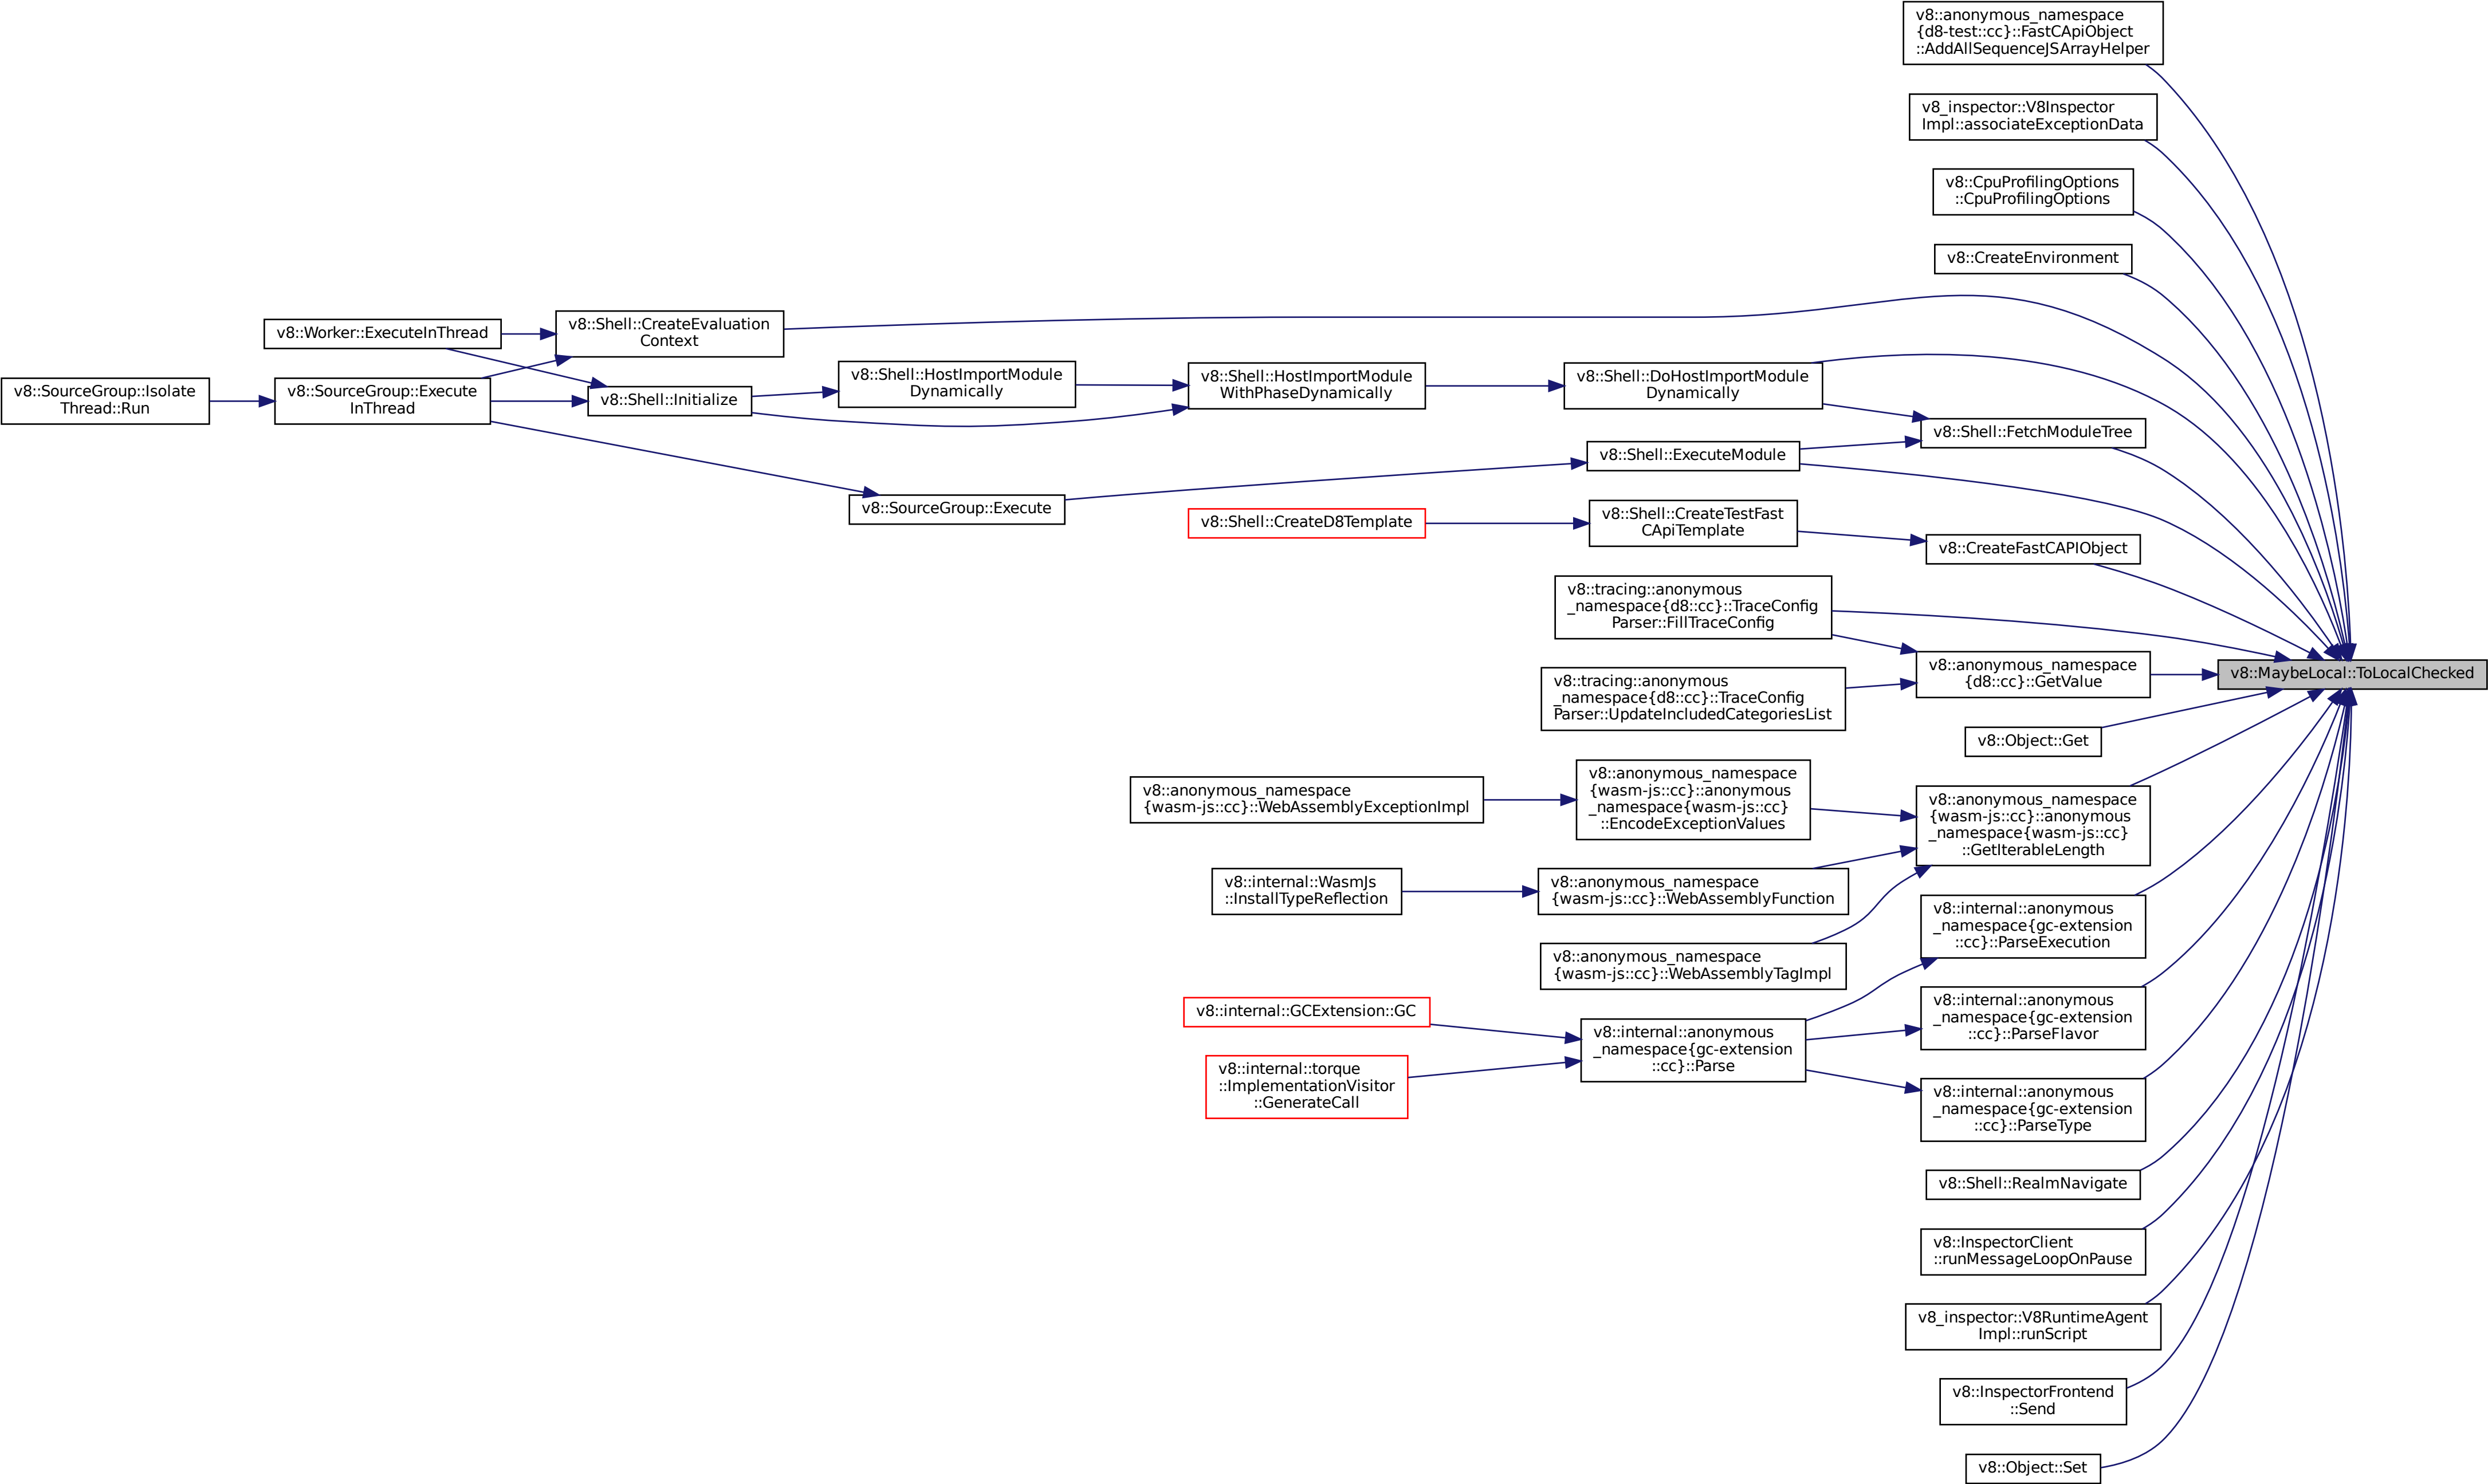 v8::anonymous_namespace
{d8-test::cc}::FastCApiObject
::AddAllSequenceJSArrayHelper
v8_inspector::V8Inspector
Impl::associateExceptionData
v8::CpuProfilingOptions
::CpuProfilingOptions
v8::CreateEnvironment
v8::Worker::ExecuteInThread
v8::Shell::CreateEvaluation
Context
v8::SourceGroup::Isolate
Thread::Run
v8::SourceGroup::Execute
InThread
v8::Shell::Initialize
v8::Shell::HostImportModule
Dynamically
v8::Shell::HostImportModule
WithPhaseDynamically
v8::Shell::DoHostImportModule
Dynamically
v8::Shell::FetchModuleTree
v8::Shell::ExecuteModule
v8::SourceGroup::Execute
v8::Shell::CreateD8Template
v8::Shell::CreateTestFast
CApiTemplate
v8::CreateFastCAPIObject
v8::tracing::anonymous
_namespace{d8::cc}::TraceConfig
Parser::FillTraceConfig
v8::anonymous_namespace
{d8::cc}::GetValue
v8::MaybeLocal::ToLocalChecked
v8::tracing::anonymous
_namespace{d8::cc}::TraceConfig
Parser::UpdateIncludedCategoriesList
v8::Object::Get
v8::anonymous_namespace
{wasm-js::cc}::WebAssemblyExceptionImpl
v8::anonymous_namespace
{wasm-js::cc}::anonymous
_namespace{wasm-js::cc}
::EncodeExceptionValues
v8::anonymous_namespace
{wasm-js::cc}::anonymous
_namespace{wasm-js::cc}
::GetIterableLength
v8::internal::WasmJs
::InstallTypeReflection
v8::anonymous_namespace
{wasm-js::cc}::WebAssemblyFunction
v8::internal::anonymous
_namespace{gc-extension
::cc}::ParseExecution
v8::anonymous_namespace
{wasm-js::cc}::WebAssemblyTagImpl
v8::internal::GCExtension::GC
v8::internal::anonymous
_namespace{gc-extension
::cc}::ParseFlavor
v8::internal::anonymous
_namespace{gc-extension
::cc}::Parse
v8::internal::torque
::ImplementationVisitor
::GenerateCall
v8::internal::anonymous
_namespace{gc-extension
::cc}::ParseType
v8::Shell::RealmNavigate
v8::InspectorClient
::runMessageLoopOnPause
v8_inspector::V8RuntimeAgent
Impl::runScript
v8::InspectorFrontend
::Send
v8::Object::Set